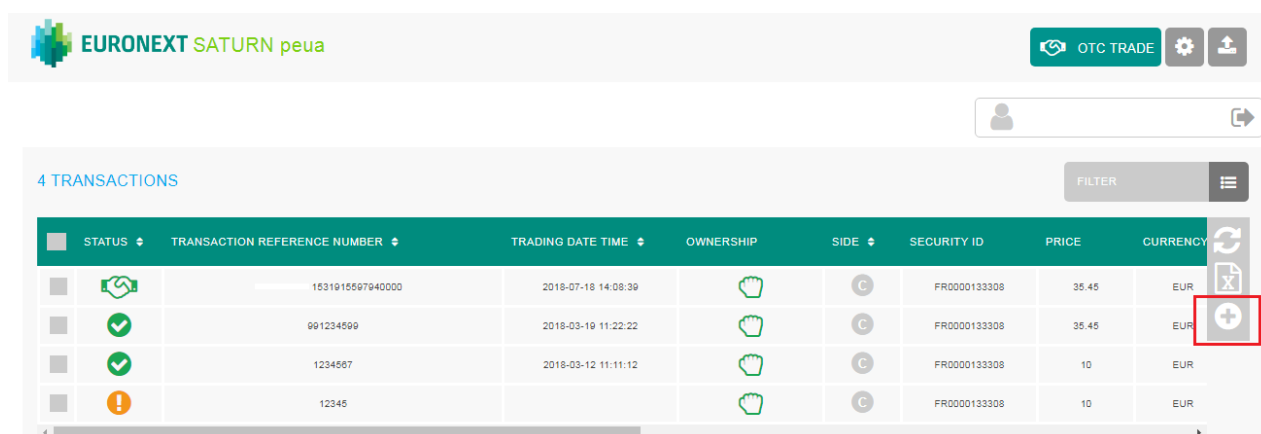 EURONEXT SATURN peua
OTC TRADE
4 TRANSACTIONS
FILTER
STATUS TRANSACTION REFERENCE NUMBER TRADING DATE TIME OWNERSHIP SIDE SECURITY ID PRICE CURRENCY
1531915597940000 2018-07-18 14:08:39 C FR0000133308 35.45 EUR
991234599 2018-03-19 11:22:22 C FR0000133308 35.45 EUR
1234567 2018-03-12 11:11:12 C FR0000133308 10 EUR
12345 C FR0000133308 10 EUR